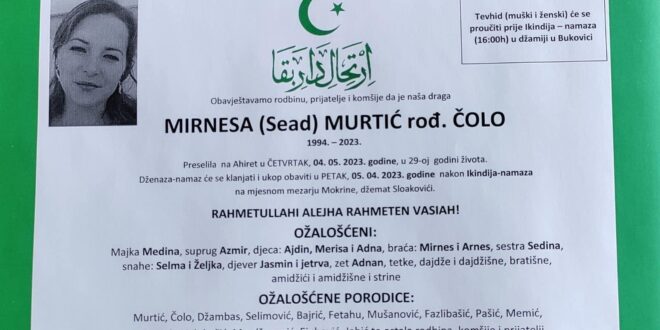 Tevhid (muški i ženski) će se
proučiti prije Ikindija – namaza
(16:00h) u džamiji u Bukovici
Obavještavamo rodbinu, prijatelje i komšije da je naša draga
MIRNESA (Sead) MURTIĆ rođ. ČOLO
1994. – 2023.
Preselila na Ahiret u ČETVRTAK, 04.05.2023. godine, u 29-oj godini života.
Dženaza-namaz će se klanjati i ukop obaviti u PETAK, 05.04.2023. godine nakon Ikindija-namaza
na mjesnom mezarju Mokrine, džemat Sloakovići.
RAHMETULLAHI ALEJHA RAHMETEN VASIAH!
OŽALOŠĆENI:
Majka Medina, suprug Azmir, djeca: Ajdin, Merisa i Adna, braća: Mirnes i Arnes, sestra Sedina,
snahe: Selma i Željka, djever Jasmin i jetrva, zet Adnan, tetke, dajdže i dajdžišne, bratišne,
amidžići i amidžišne i strine
OŽALOŠĆENE PORODICE:
Murtić, Čolo, Džambas, Selimović, Bajrić, Fetahu, Mušanović, Fazlibašić, Pašić, Memić,